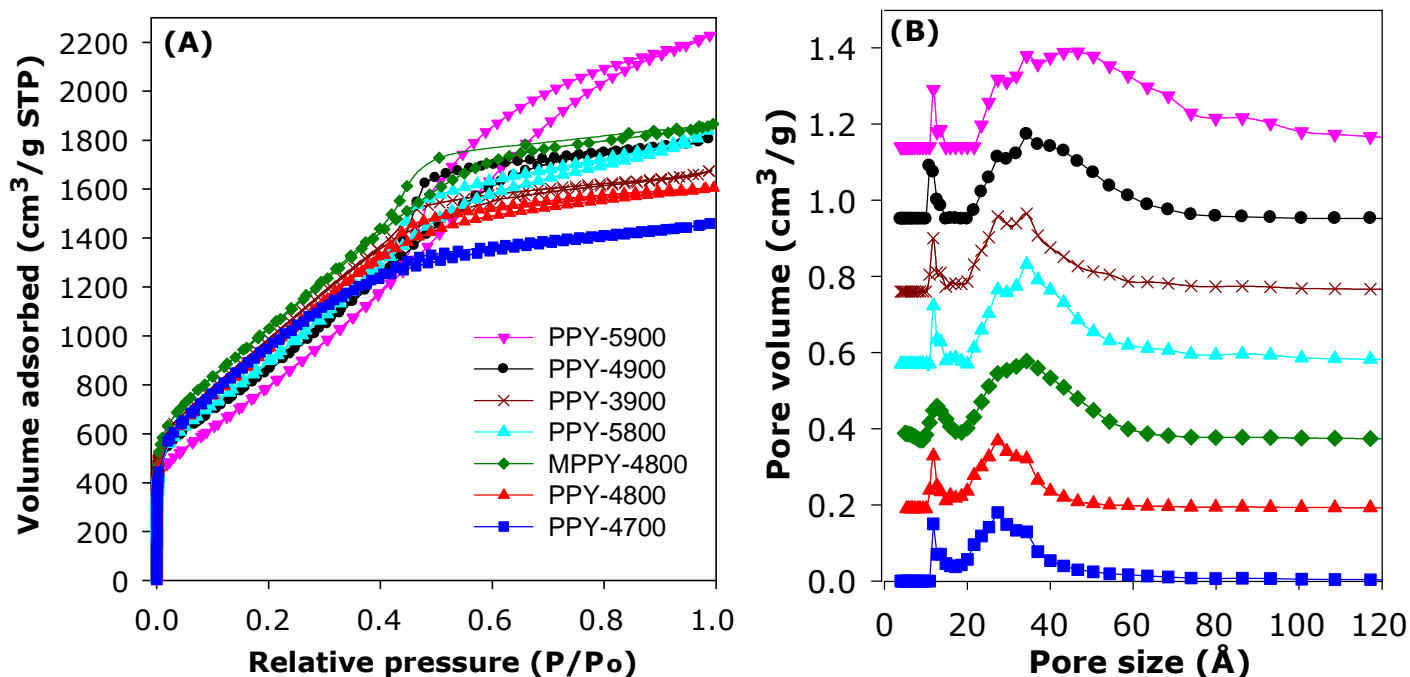 (A)
Volume adsorbed (cm³/g STP)
2200
2000
1800
1600
1400
1200
1000
800
600
400
200
0
PPY-5900
PPY-4900
PPY-3900
PPY-5800
MPPY-4800
PPY-4800
PPY-4700
0.0 0.2 0.4 0.6 0.8 1.0
Relative pressure (P/Po)
(B)
Pore volume (cm³/g)
1.4
1.2
1.0
0.8
0.6
0.4
0.2
0.0
0 20 40 60 80 100 120
Pore size (Å)